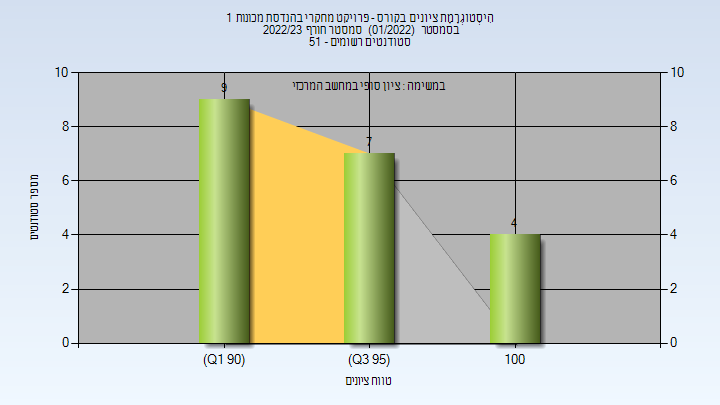 היסטוגרמת ציונים בקורס - פרויקט מחקרי בהנדסת מכונות 1
בסמסטר (01/2022) סמסטר חורף 2022/23
סטודנטים רשומים - 51
במשימה : ציון סופי במחשב המרכזי
10
8
6
4
2
0
10
8
6
4
2
0
9
7
4
מספר סטודנטים
(Q1 90)
(Q3 95)
100
טווח ציונים